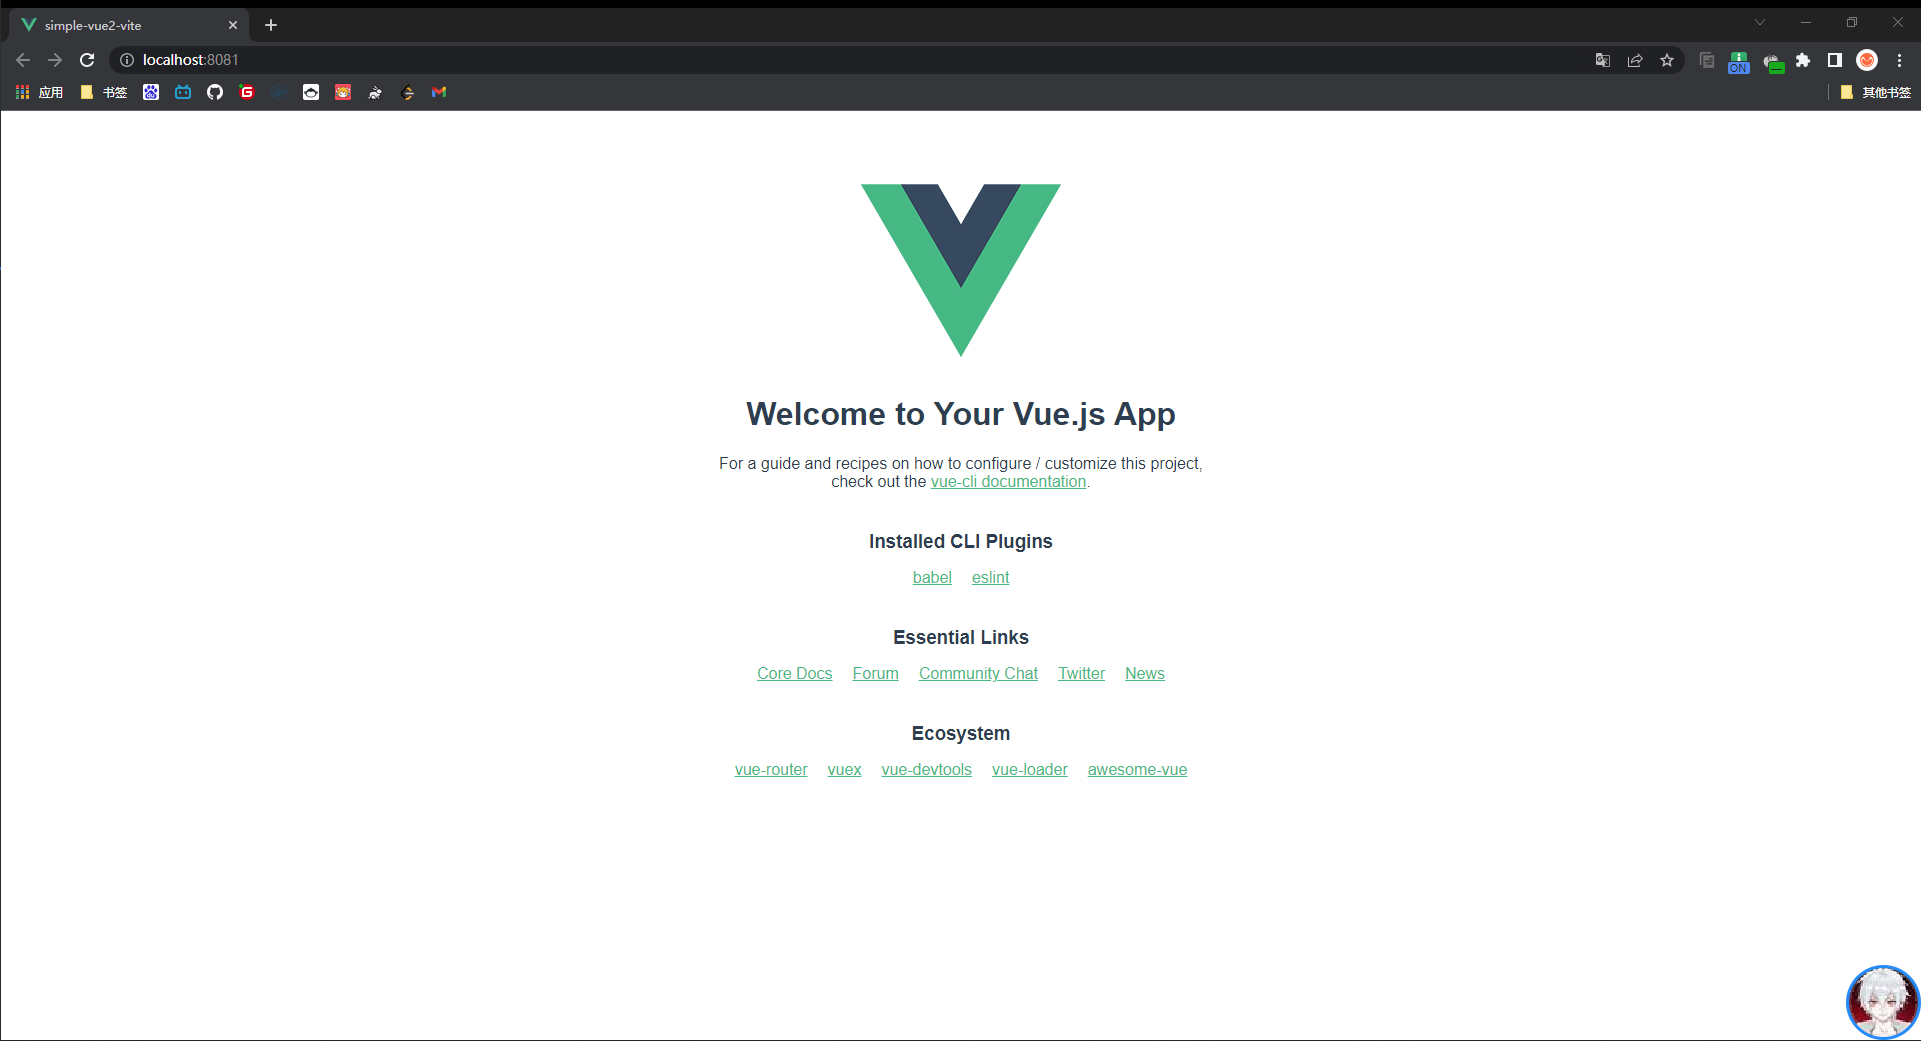 simple-vue2-vite
localhost:8081
ON
应用 书签 其他书签
Welcome to Your Vue.js App
For a guide and recipes on how to configure / customize this project,
check out the vue-cli documentation.
Installed CLI Plugins
babel eslint
Essential Links
Core Docs Forum Community Chat Twitter News
Ecosystem
vue-router vuex vue-devtools vue-loader awesome-vue